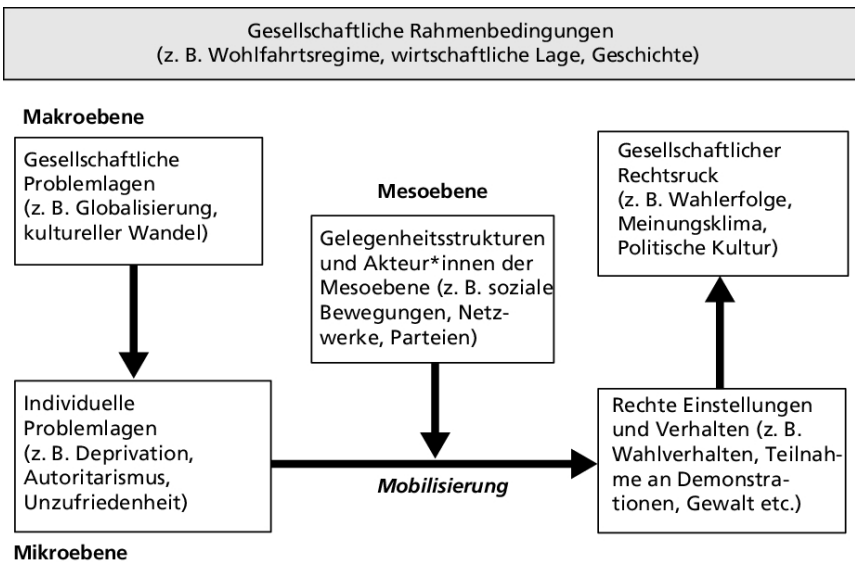 Gesellschaftliche Rahmenbedingungen
(z. B. Wohlfahrtsregime, wirtschaftliche Lage, Geschichte)
Makroebene
Gesellschaftliche
Problemlagen
(z. B. Globalisierung,
kultureller Wandel)
Mesoebene
Gelegenheitsstrukturen
und Akteur*innen der
Mesoebene (z. B. soziale
Bewegungen, Netz-
werke, Parteien)
Gesellschaftlicher
Rechtsruck
(z. B. Wahlerfolge,
Meinungsklima,
Politische Kultur)
Individuelle
Problemlagen
(z. B. Deprivation,
Autoritarismus,
Unzufriedenheit)
Mobilisierung
Rechte Einstellungen
und Verhalten (z. B.
Wahlverhalten, Teilnah-
me an Demonstra-
tionen, Gewalt etc.)
Mikroebene